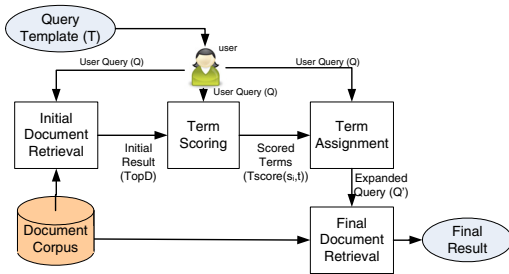 Query
Template (T)
user
User Query (Q)
User Query (Q)
User Query (Q)
Initial
Document
Retrieval
Initial
Result
(TopD)
Term
Scoring
Scored
Terms
(Tscore(sᵢ,t))
Term
Assignment
Expanded
Query (Q')
Document
Corpus
Final
Document
Retrieval
Final
Result